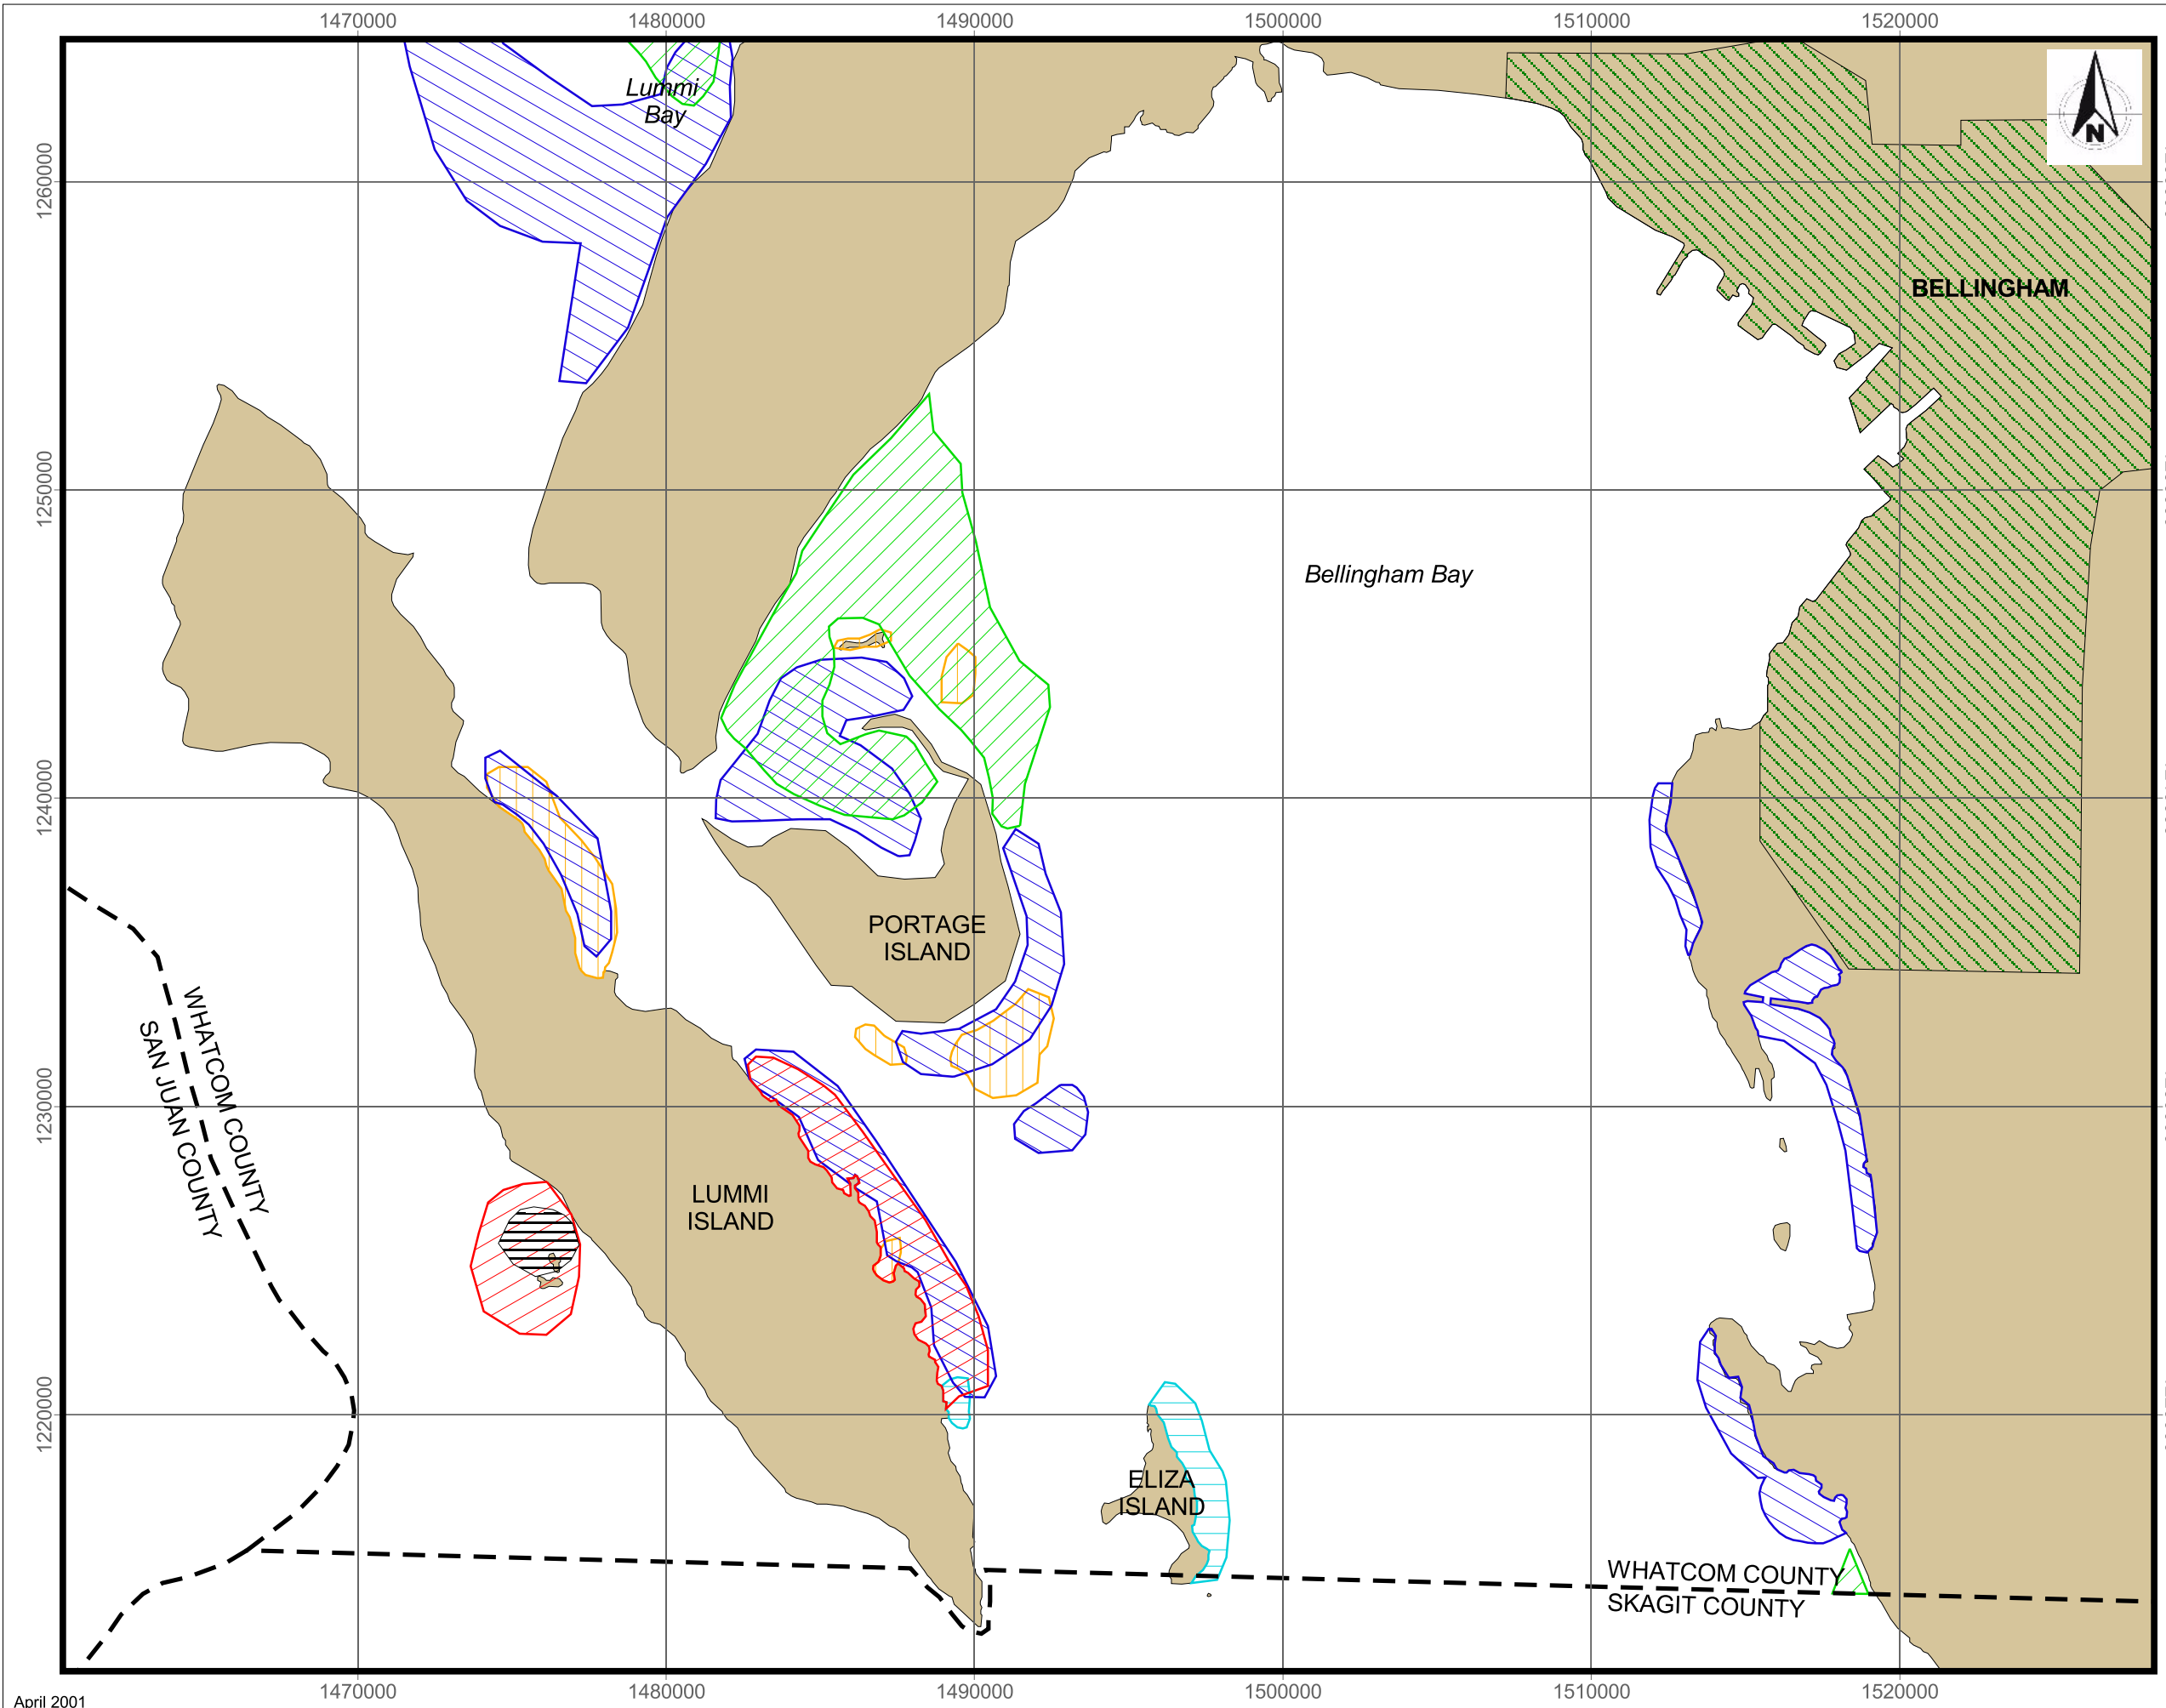 1470000 1480000 1490000 1500000 1510000 1520000
Lummi
Bay
N
1260000
BELLINGHAM
1250000
Bellingham Bay
1240000
PORTAGE
ISLAND
WHATCOM COUNTY
SAN JUAN COUNTY
1230000
LUMMI
ISLAND
1220000
ELIZA
ISLAND
WHATCOM COUNTY
SKAGIT COUNTY
1470000 1480000 1490000 1500000 1510000 1520000
April 2001